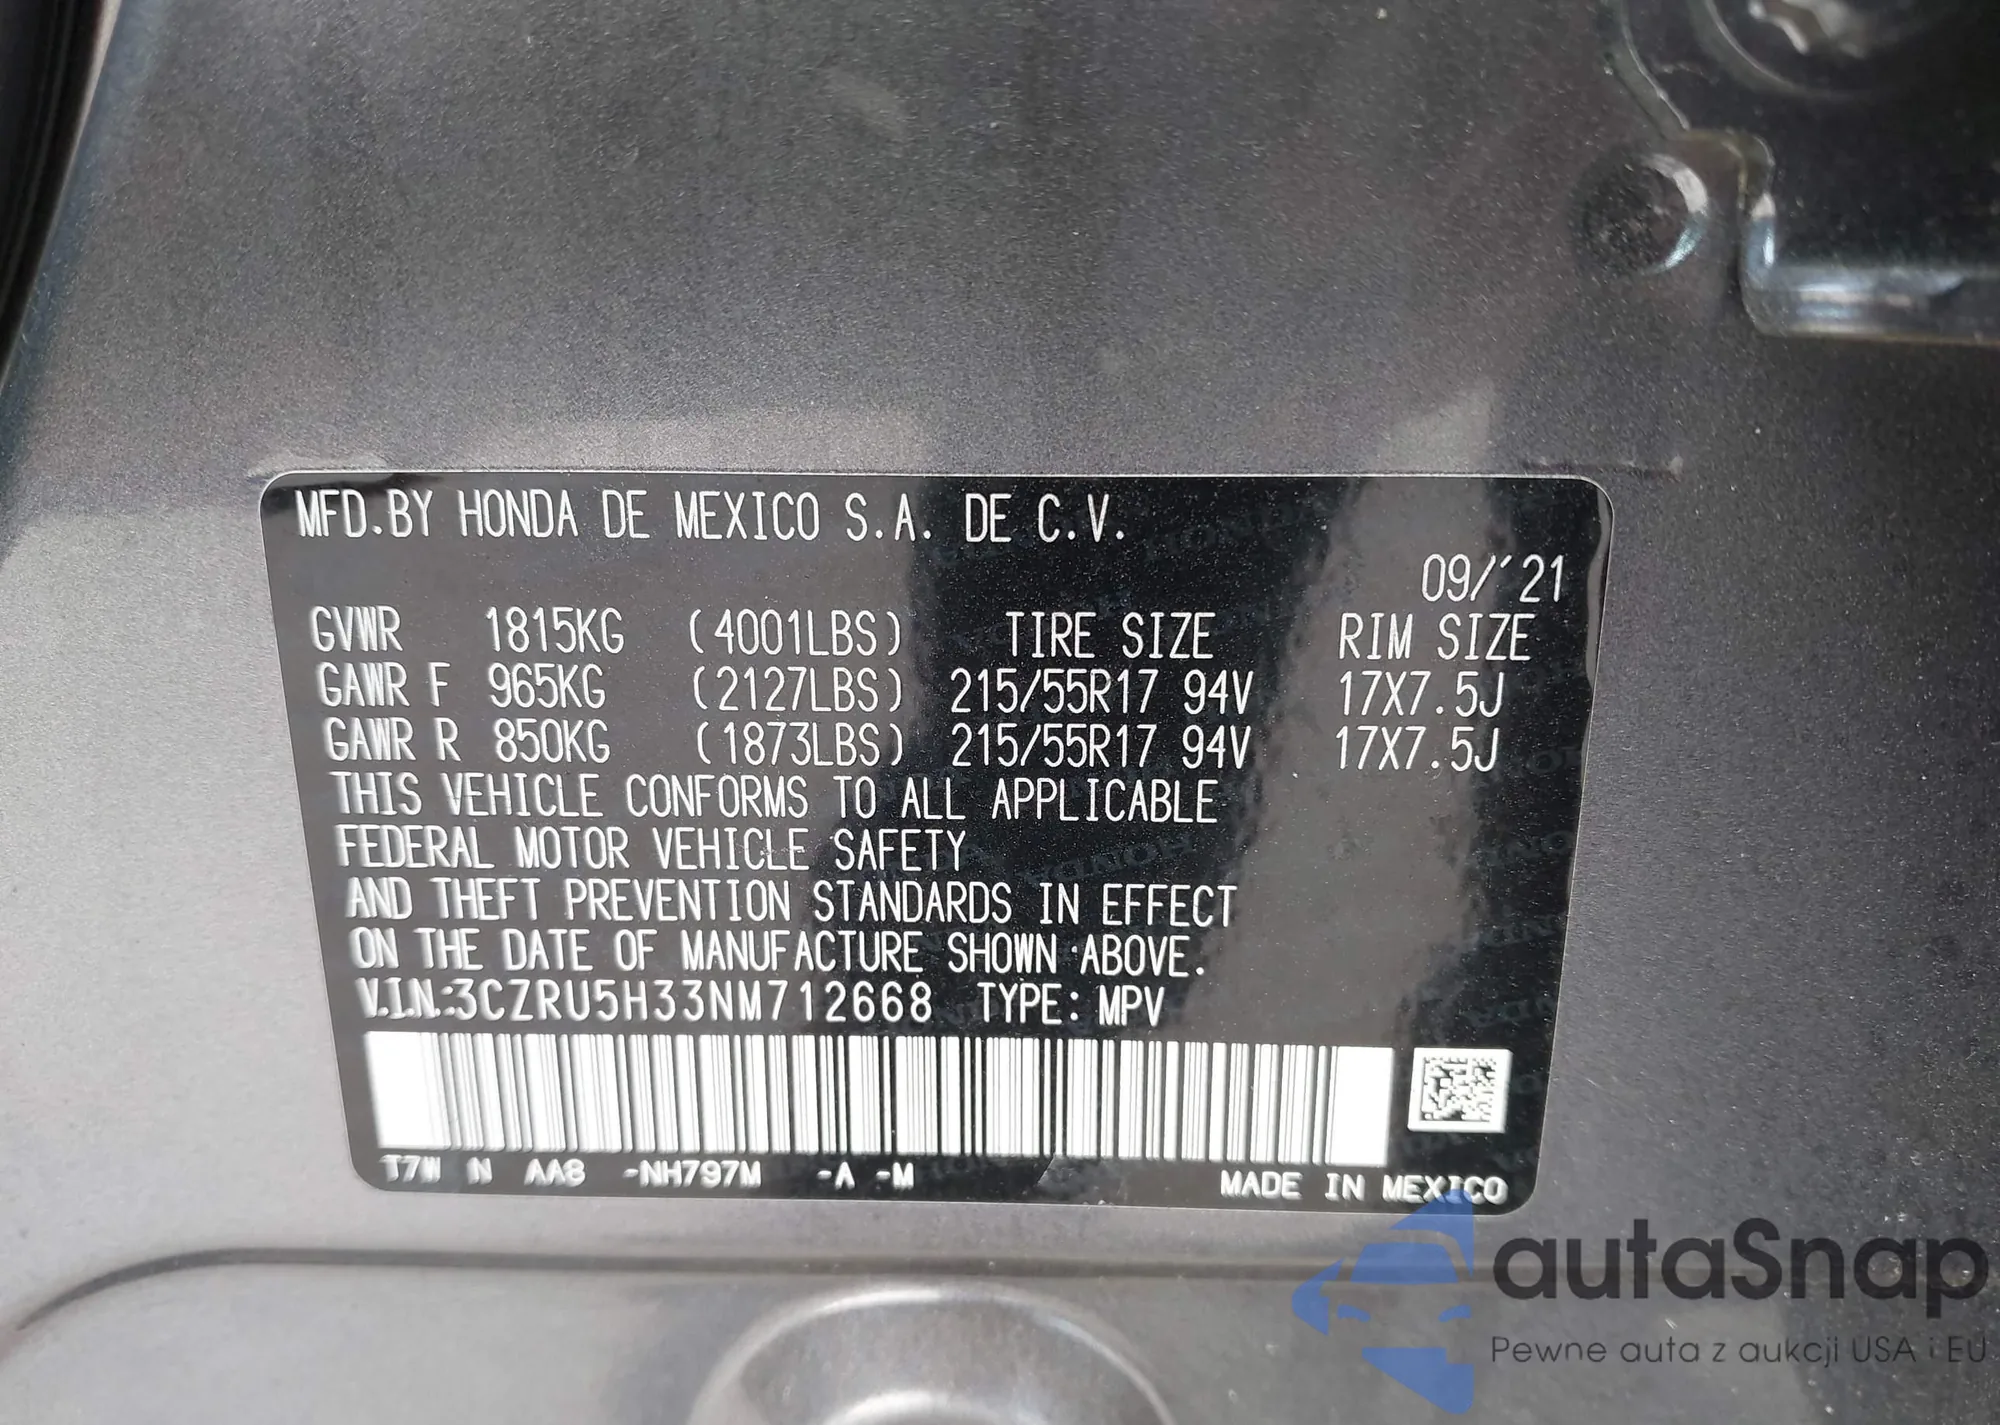 MFD.BY HONDA DE MEXICO S.A. DE C.V.
09/'21
GVWR 1815KG (4001LBS) TIRE SIZE RIM SIZE
GAWR F 965KG (2127LBS) 215/55R17 94V 17X7.5J
GAWR R 850KG (1873LBS) 215/55R17 94V 17X7.5J
THIS VEHICLE CONFORMS TO ALL APPLICABLE
FEDERAL MOTOR VEHICLE SAFETY
AND THEFT PREVENTION STANDARDS IN EFFECT
ON THE DATE OF MANUFACTURE SHOWN ABOVE.
V.I.N.:3CZRU5H33NM712668 TYPE: MPV
T7W N AA8 -NH797M -A -M MADE IN MEXICO
autaSnap
Pewne auta z aukcji USA i EU